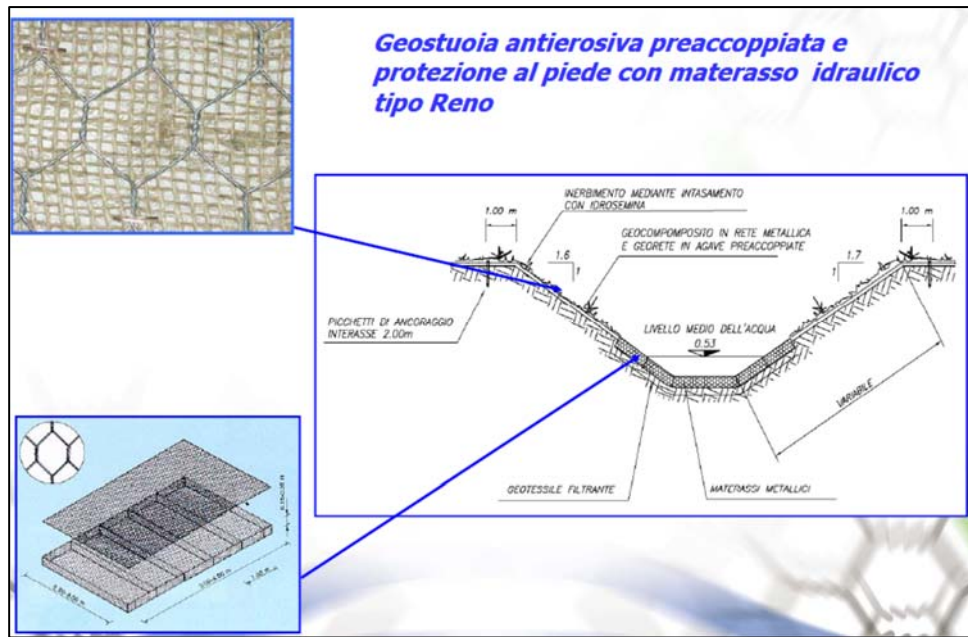 Geostuoia antierosiva preaccoppiata e
protezione al piede con materasso idraulico
tipo Reno
INERBIMENTO MEDIANTE INTASAMENTO
CON IDROSEMINA
1.00 m
1.00 m
GEOCOMPOMPOSITO IN RETE METALLICA
E GEORETE IN AGAVE PREACCOPPIATE
1.6
1
1.7
1
PICCHETTI DI ANCORAGGIO
INTERASSE 2.00m
LIVELLO MEDIO DELL'ACQUA
0.53
VARIABILE
GEOTESSILE FILTRANTE
MATERASSI METALLICI